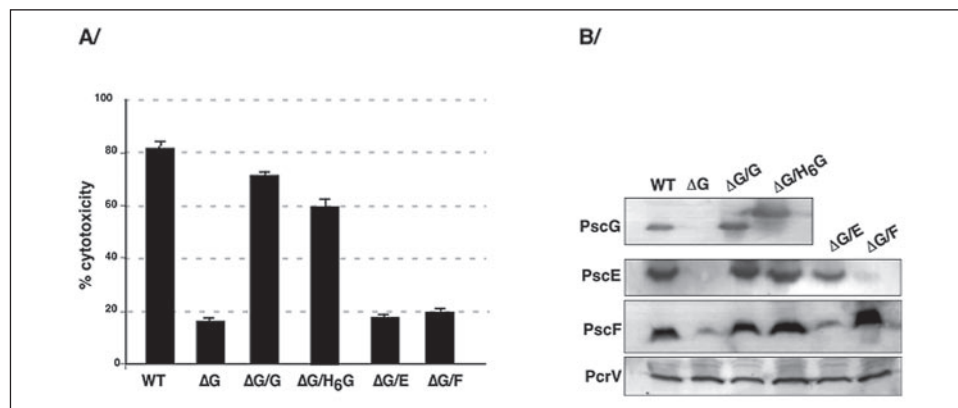 A/
% cytotoxicity
100
80
60
40
20
0
WT ΔG ΔG/G ΔG/H₆G ΔG/E ΔG/F
B/
WT ΔG ΔG/G ΔG/H₆G
PscG
ΔG/E ΔG/F
PscE
PscF
PcrV